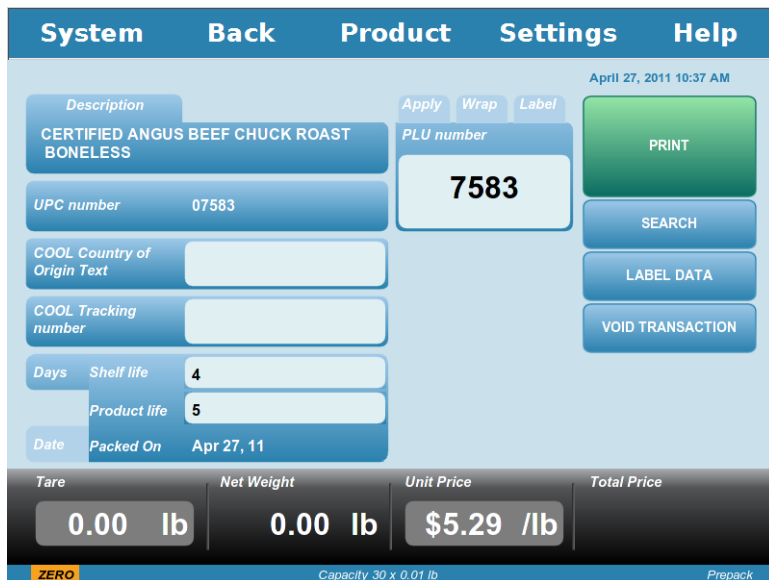 System Back Product Settings Help
April 27, 2011 10:37 AM
Description
CERTIFIED ANGUS BEEF CHUCK ROAST
BONELESS
UPC number 07583
COOL Country of
Origin Text
COOL Tracking
number
Days Shelf life 4
Product life 5
Date Packed On Apr 27, 11
Apply Wrap Label
PLU number
7583
PRINT
SEARCH
LABEL DATA
VOID TRANSACTION
Tare Net Weight Unit Price Total Price
0.00 lb 0.00 lb $5.29 /lb
ZERO Capacity 30 x 0.01 lb Prepack